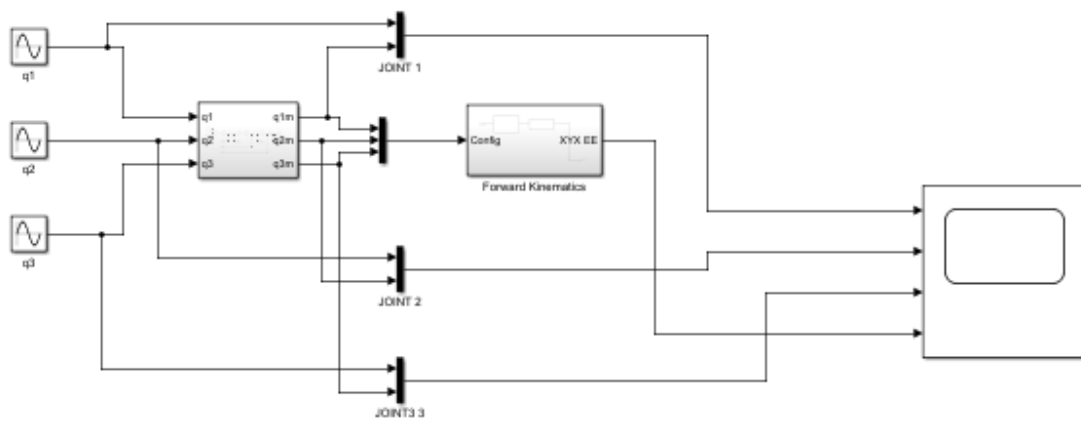 JOINT 1
q1
q1
q1m
q2
q2m
q3
q3m
q2
Config
XYX EE
Forward Kinematics
q3
JOINT 2
JOINT3 3